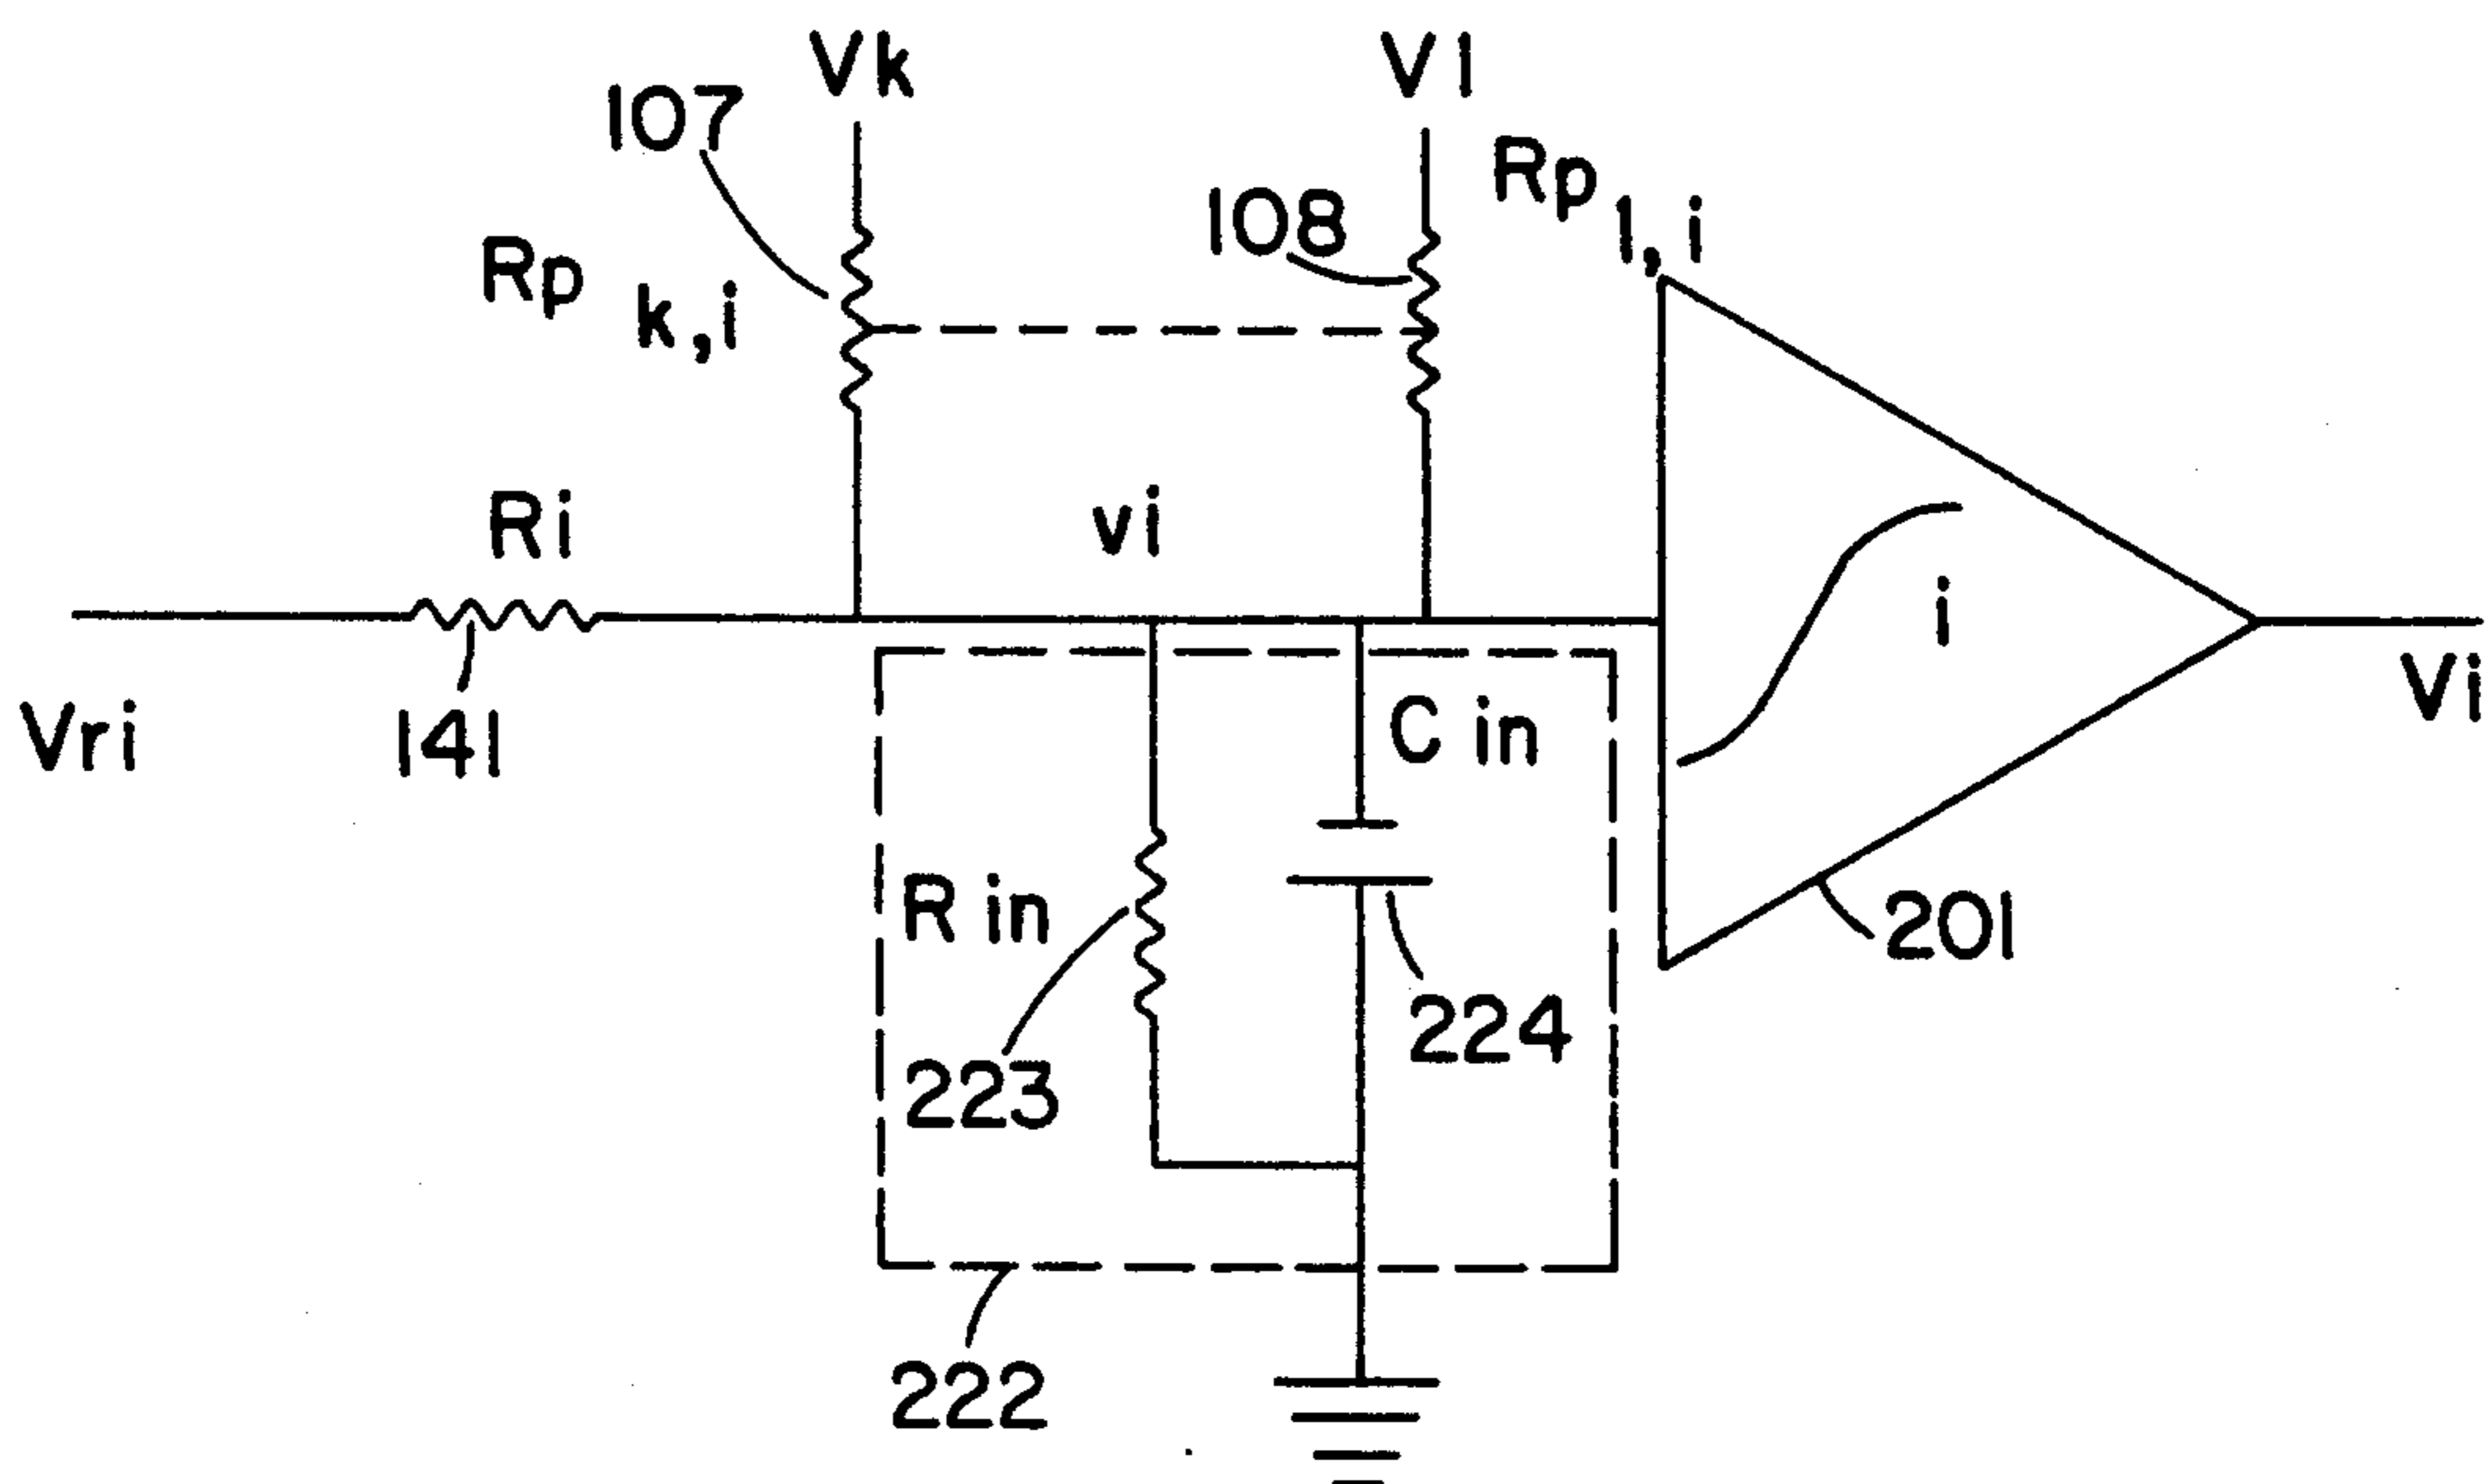 Vk
Vl
107
Rp k,i
108
Rp l,i
Ri
vi
i
Vri
141
C in
Vi
R in
201
223
224
222